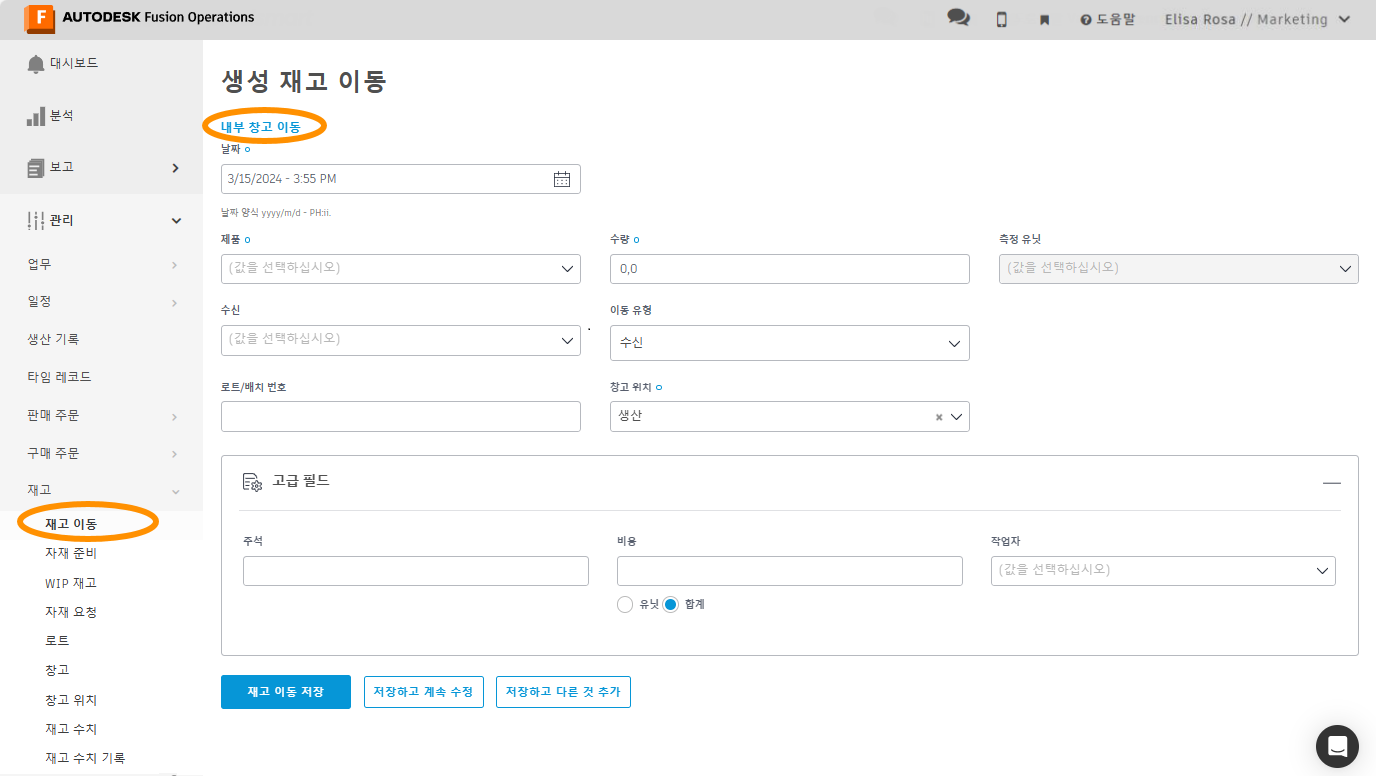 F AUTODESK Fusion Operations
도움말
Elisa Rosa // Marketing
대시보드
분석
보고
관리
업무
일정
생산 기록
타임 레코드
판매 주문
구매 주문
재고
재고 이동
자재 준비
WIP 재고
자재 요청
로트
창고
창고 위치
재고 수치
재고 수치 기록
생성 재고 이동
내부 창고 이동
날짜
3/15/2024 - 3:55 PM
날짜 양식 yyyy/m/d - PH:ii.
제품
(값을 선택하십시오)
수량
0,0
측정 유닛
(값을 선택하십시오)
수신
(값을 선택하십시오)
이동 유형
수신
로트/배치 번호
창고 위치
생산
고급 필드
주석
비용
유닛 합계
작업자
(값을 선택하십시오)
재고 이동 저장
저장하고 계속 수정
저장하고 다른 것 추가